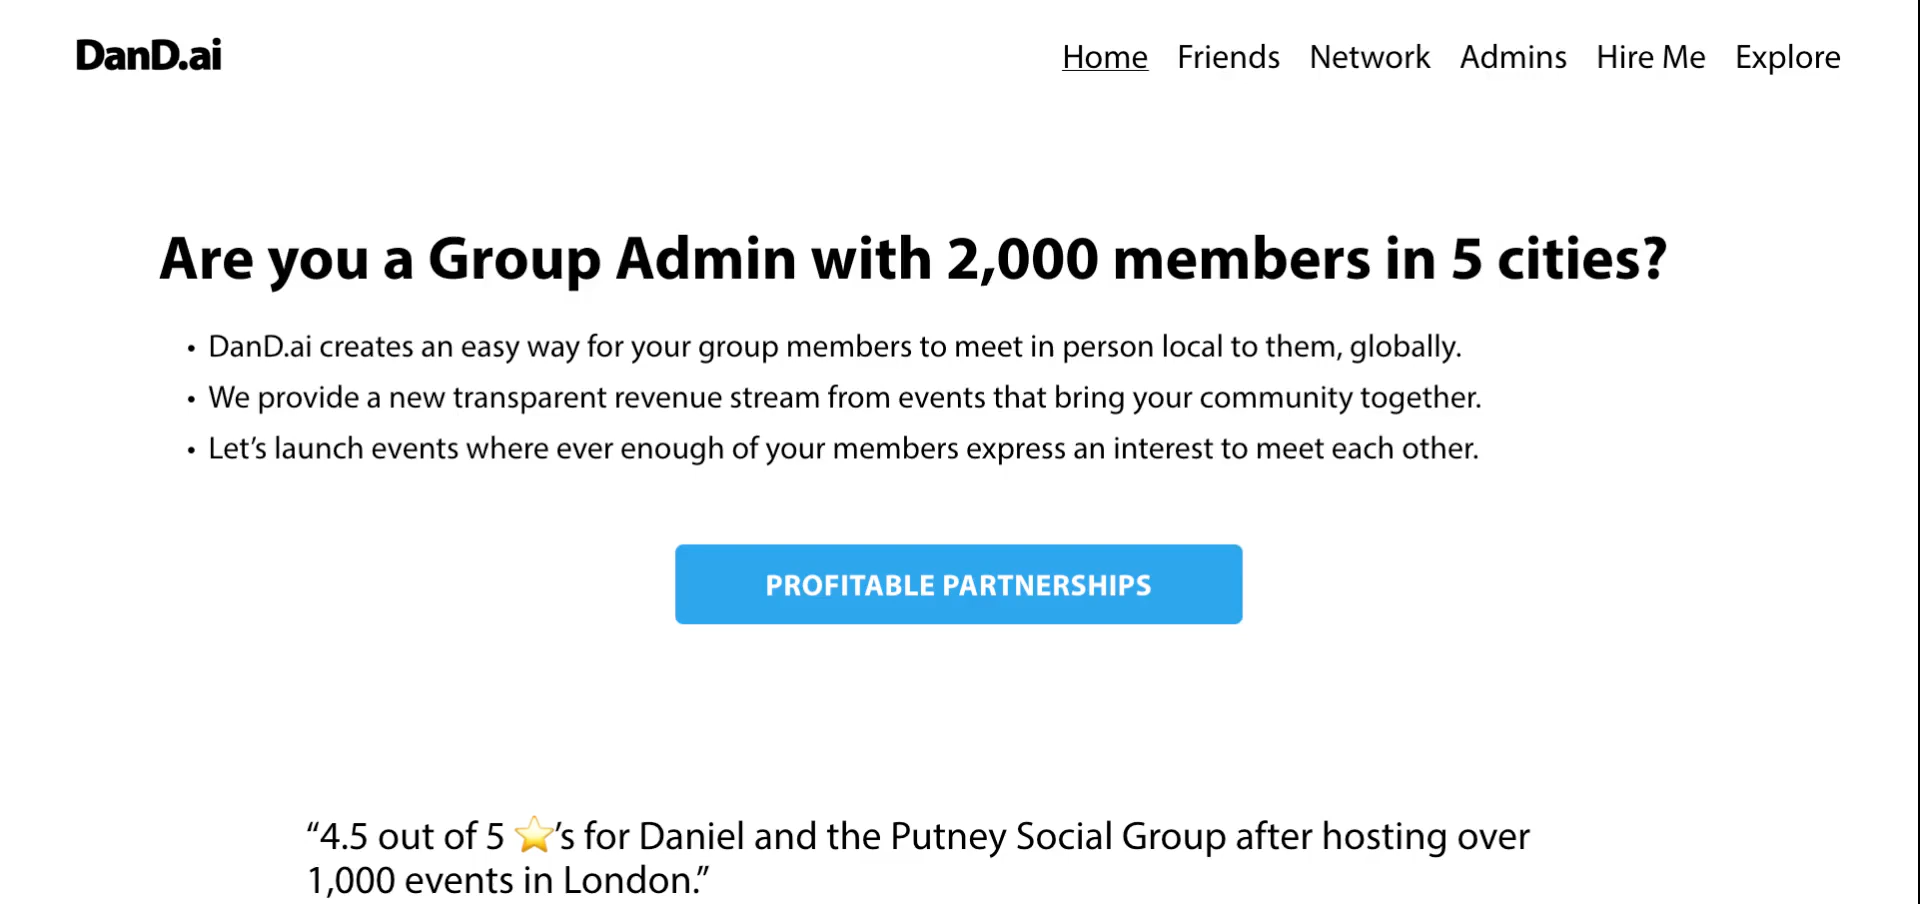 DanD.ai
Home Friends Network Admins Hire Me Explore
Are you a Group Admin with 2,000 members in 5 cities?
• DanD.ai creates an easy way for your group members to meet in person local to them, globally.
• We provide a new transparent revenue stream from events that bring your community together.
• Let’s launch events where ever enough of your members express an interest to meet each other.
PROFITABLE PARTNERSHIPS
“4.5 out of 5 ⭐’s for Daniel and the Putney Social Group after hosting over
1,000 events in London.”